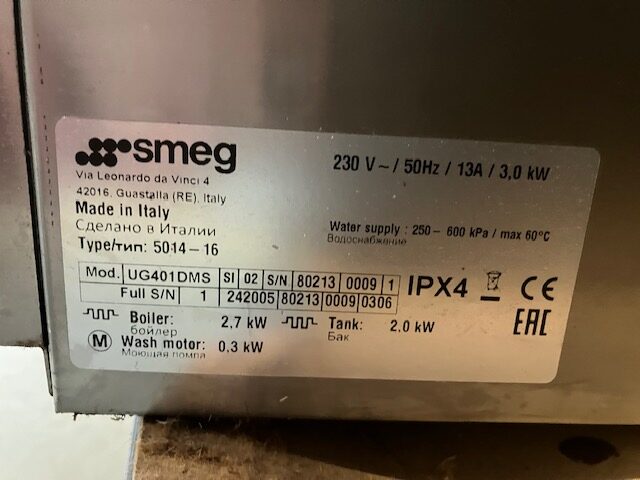 smeg
Via Leonardo da Vinci 4
42016, Guastalla (RE), Italy
Made in Italy
Сделано в Италии
Type/тип: 5014-16
230 V ~ / 50Hz / 13A / 3,0 kW
Water supply : 250- 600 kPa / max 60°C
Водоснабжение
Mod. UG401DMS SI 02 S/N 80213 0009 1
Full S/N 1 242005 80213 0009 0306
IPX4 CE
EAC
Boiler: 2,7 kW Tank: 2.0 kW
бойлер Бак
M Wash motor: 0,3 kW
Моющая помпа